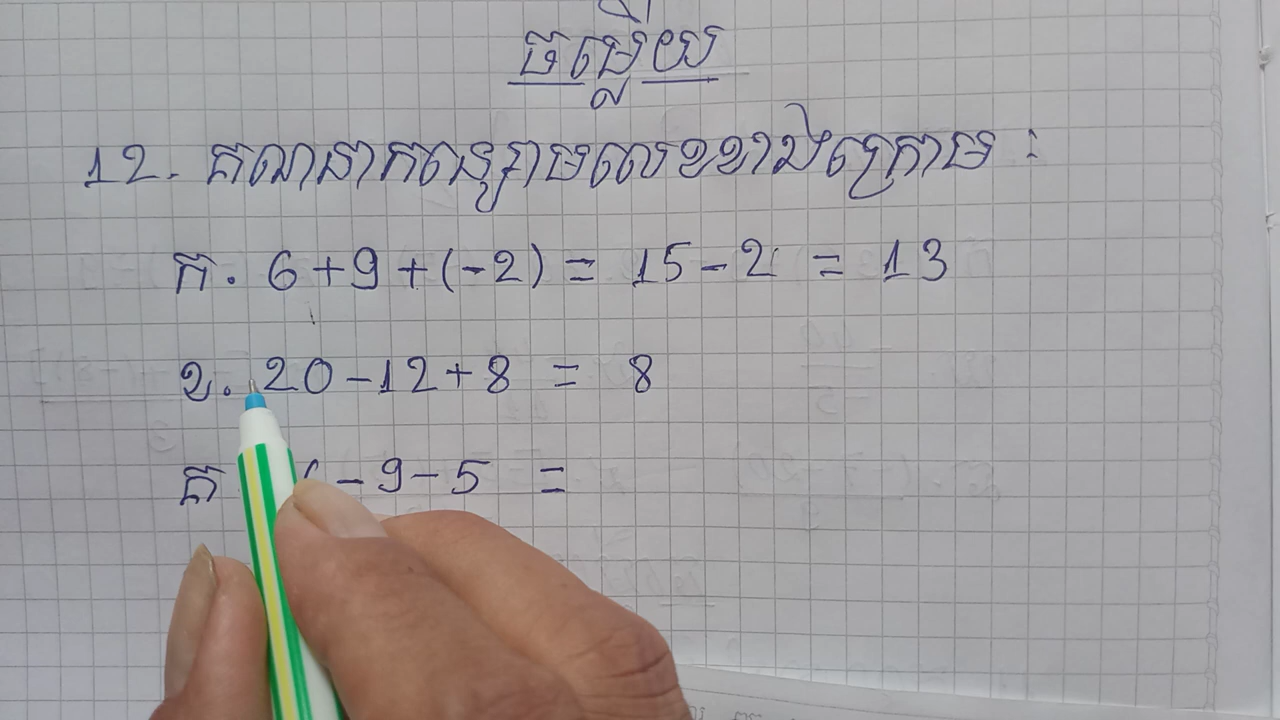 ចម្លើយ
12. គណនាកន្សោមលេខខាងក្រោម :
ក. 6 + 9 + (-2) = 15 - 2 = 13
ខ. 20 - 12 + 8 = 8
គ - 9 - 5 =